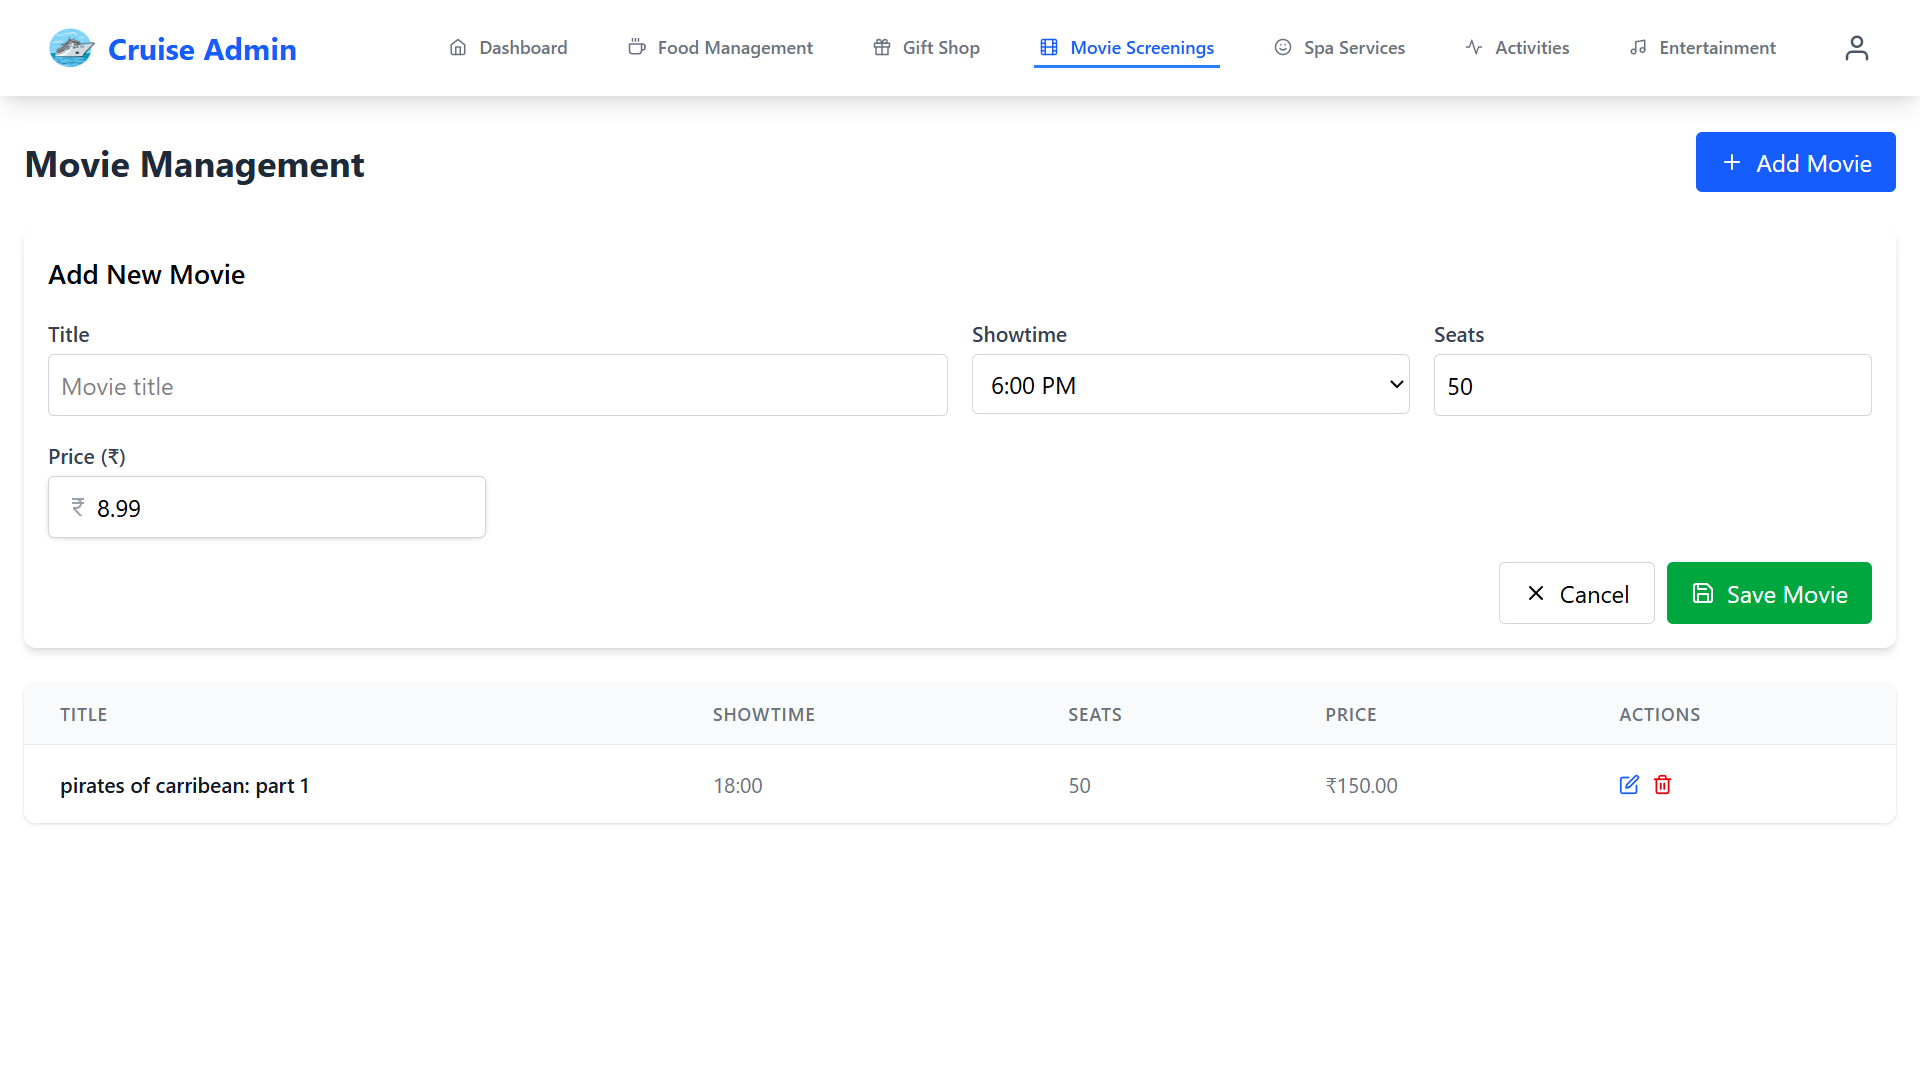 Cruise Admin
Dashboard
Food Management
Gift Shop
Movie Screenings
Spa Services
Activities
Entertainment
Movie Management
+ Add Movie
Add New Movie
Title
Showtime
Seats
Movie title
6:00 PM
50
Price (₹)
₹ 8.99
Cancel
Save Movie
TITLE
SHOWTIME
SEATS
PRICE
ACTIONS
pirates of carribean: part 1
18:00
50
₹150.00